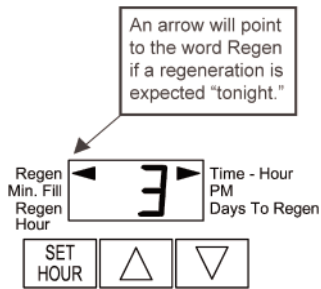 An arrow will point
to the word Regen
if a regeneration is
expected “tonight.”
Regen
Min. Fill
Regen
Hour
3
Time - Hour
PM
Days To Regen
SET
HOUR